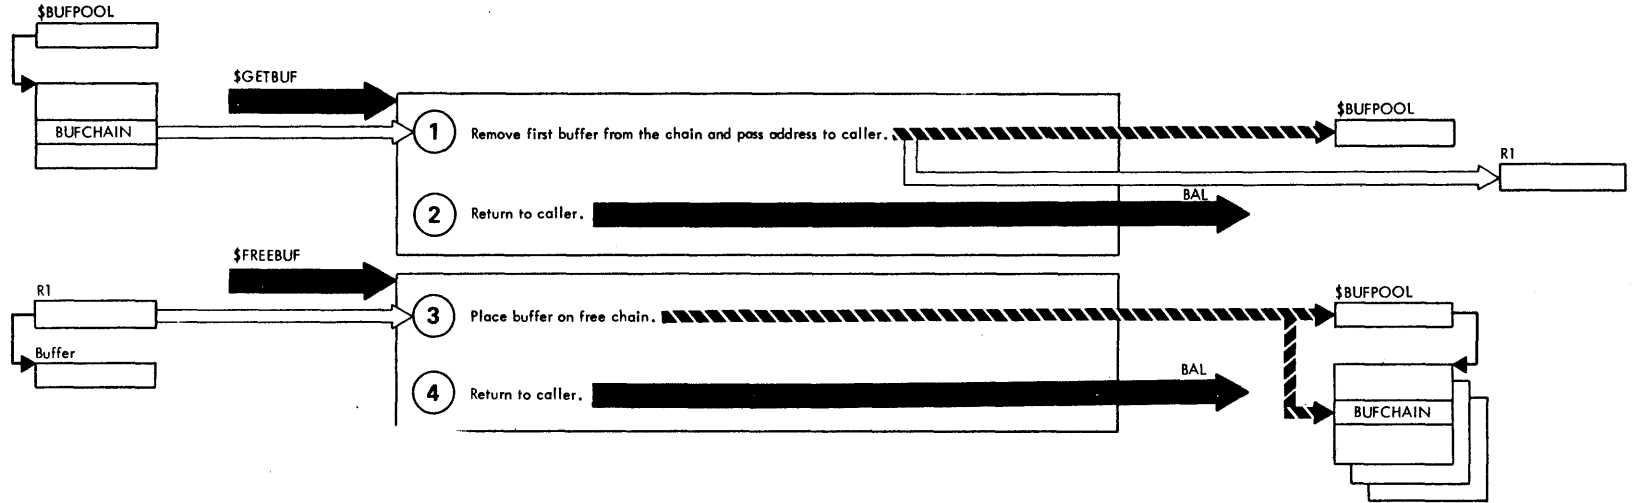 $BUFPOOL
$GETBUF
BUFCHAIN
1 Remove first buffer from the chain and pass address to caller.
$BUFPOOL
R1
2 Return to caller.
BAL
$FREEBUF
R1
3 Place buffer on free chain.
$BUFPOOL
Buffer
4 Return to caller.
BAL
BUFCHAIN